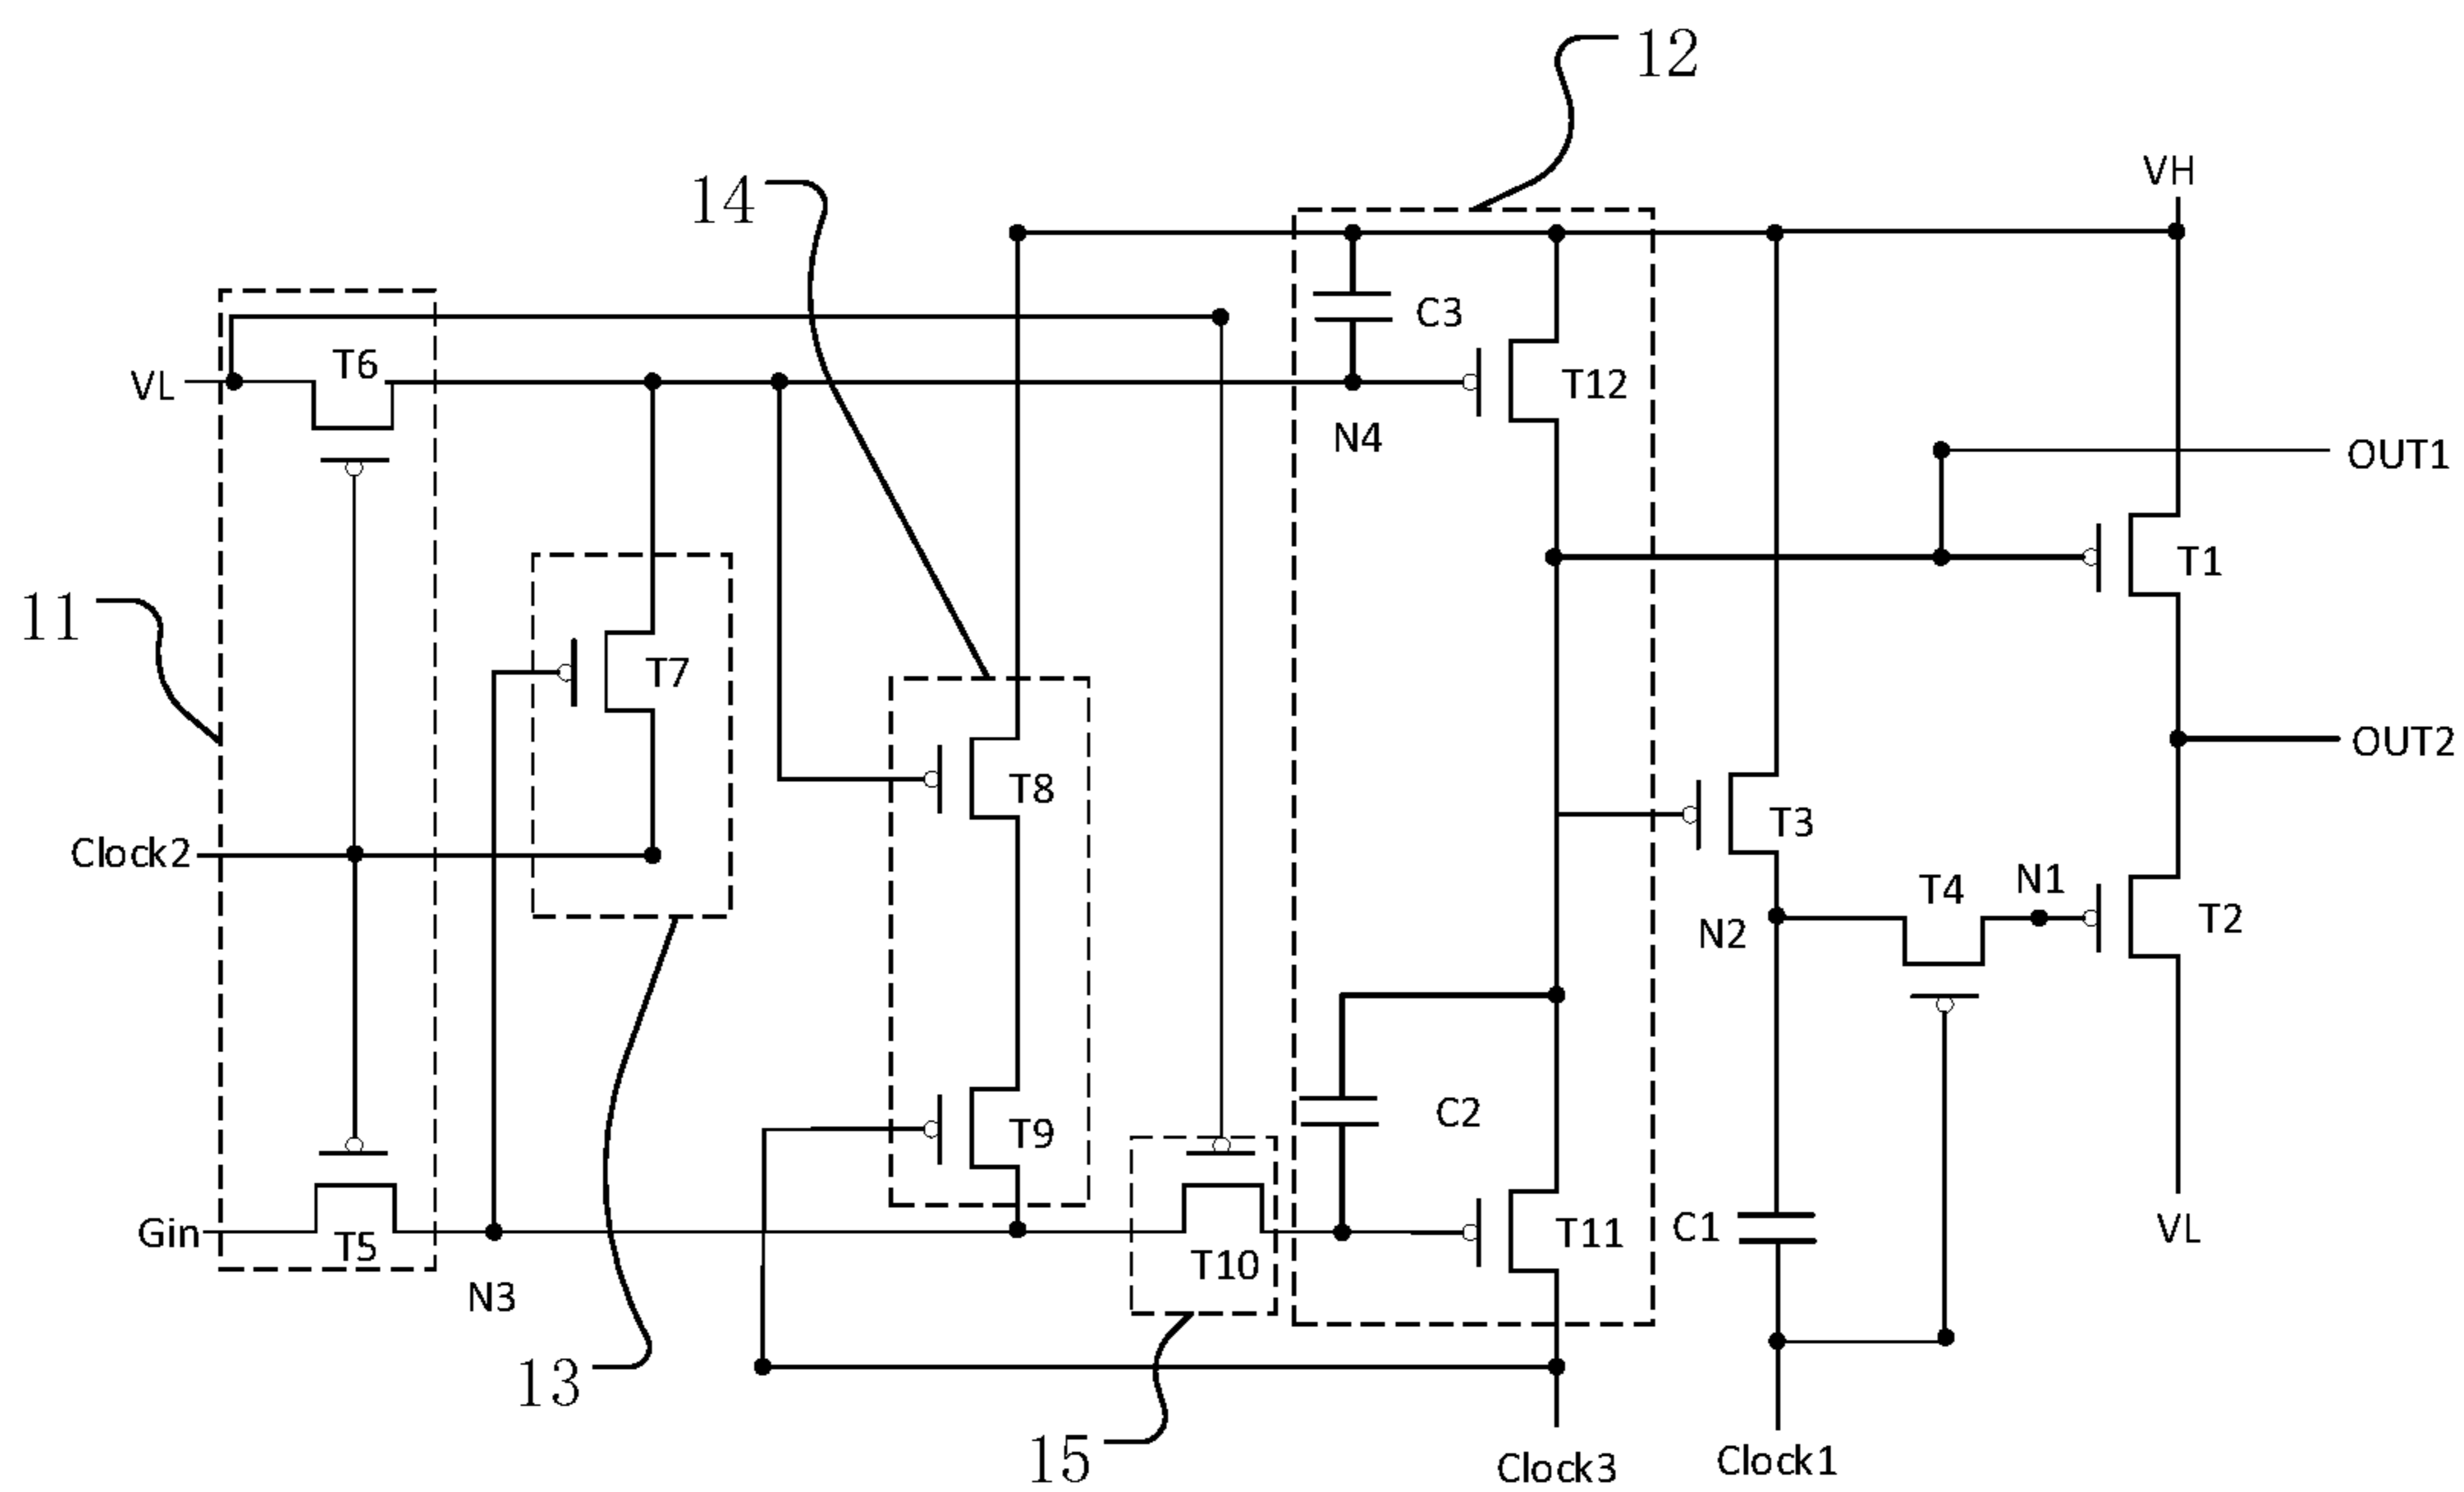 12
VH
14
C3
T6
VL
T12
N4
OUT1
T1
11
T7
OUT2
T8
T3
Clock2
N1
T4
T2
N2
C2
T9
C1
T11
VL
Gin
T5
T10
N3
13
15
Clock3
Clock1